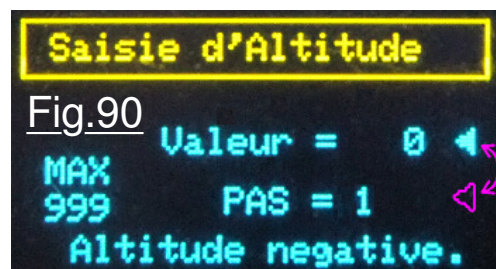 Saisie d'Altitude
Fig.90
Valeur = 0
MAX
999
PAS = 1
Altitude negative.